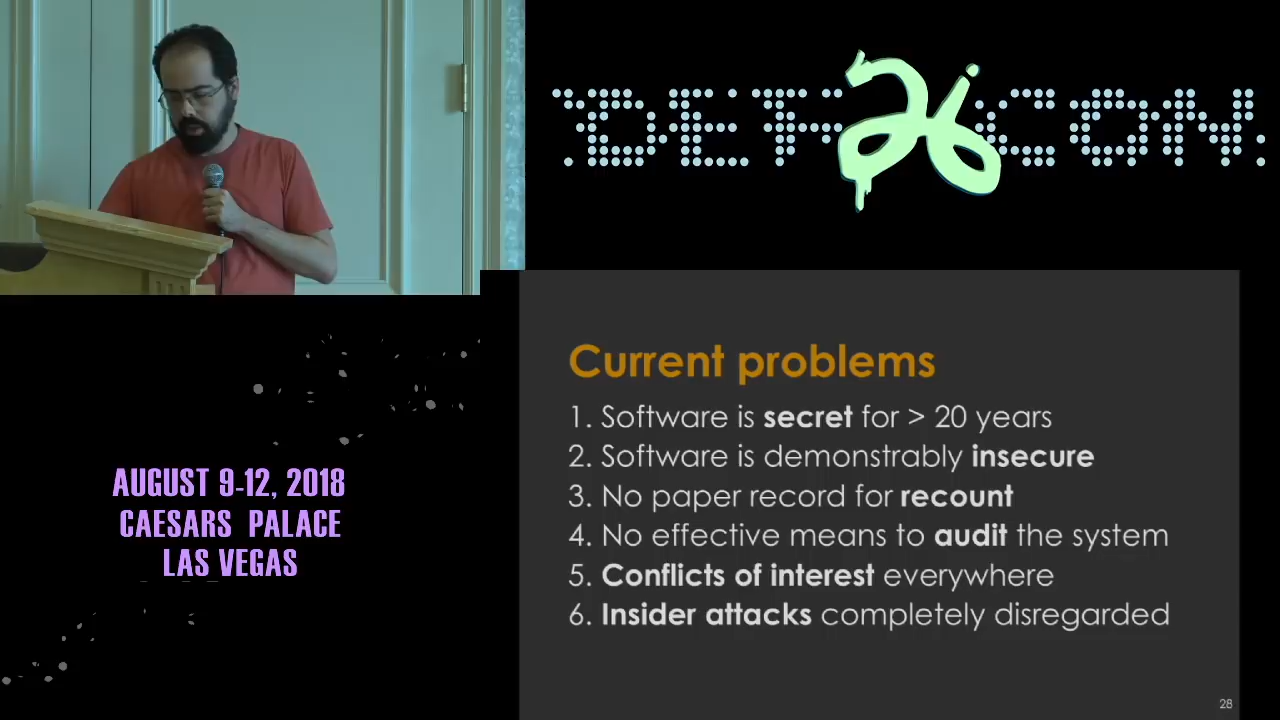 DEF 26 CON
Current problems
1. Software is secret for > 20 years
2. Software is demonstrably insecure
3. No paper record for recount
4. No effective means to audit the system
5. Conflicts of interest everywhere
6. Insider attacks completely disregarded
28
AUGUST 9-12, 2018
CAESARS PALACE
LAS VEGAS